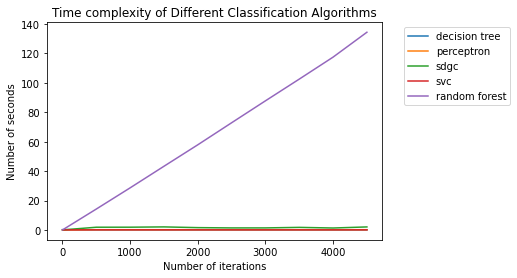 Time complexity of Different Classification Algorithms
140
120
100
80
60
40
20
0
Number of seconds
0 1000 2000 3000 4000
Number of iterations
decision tree
perceptron
sdgc
svc
random forest